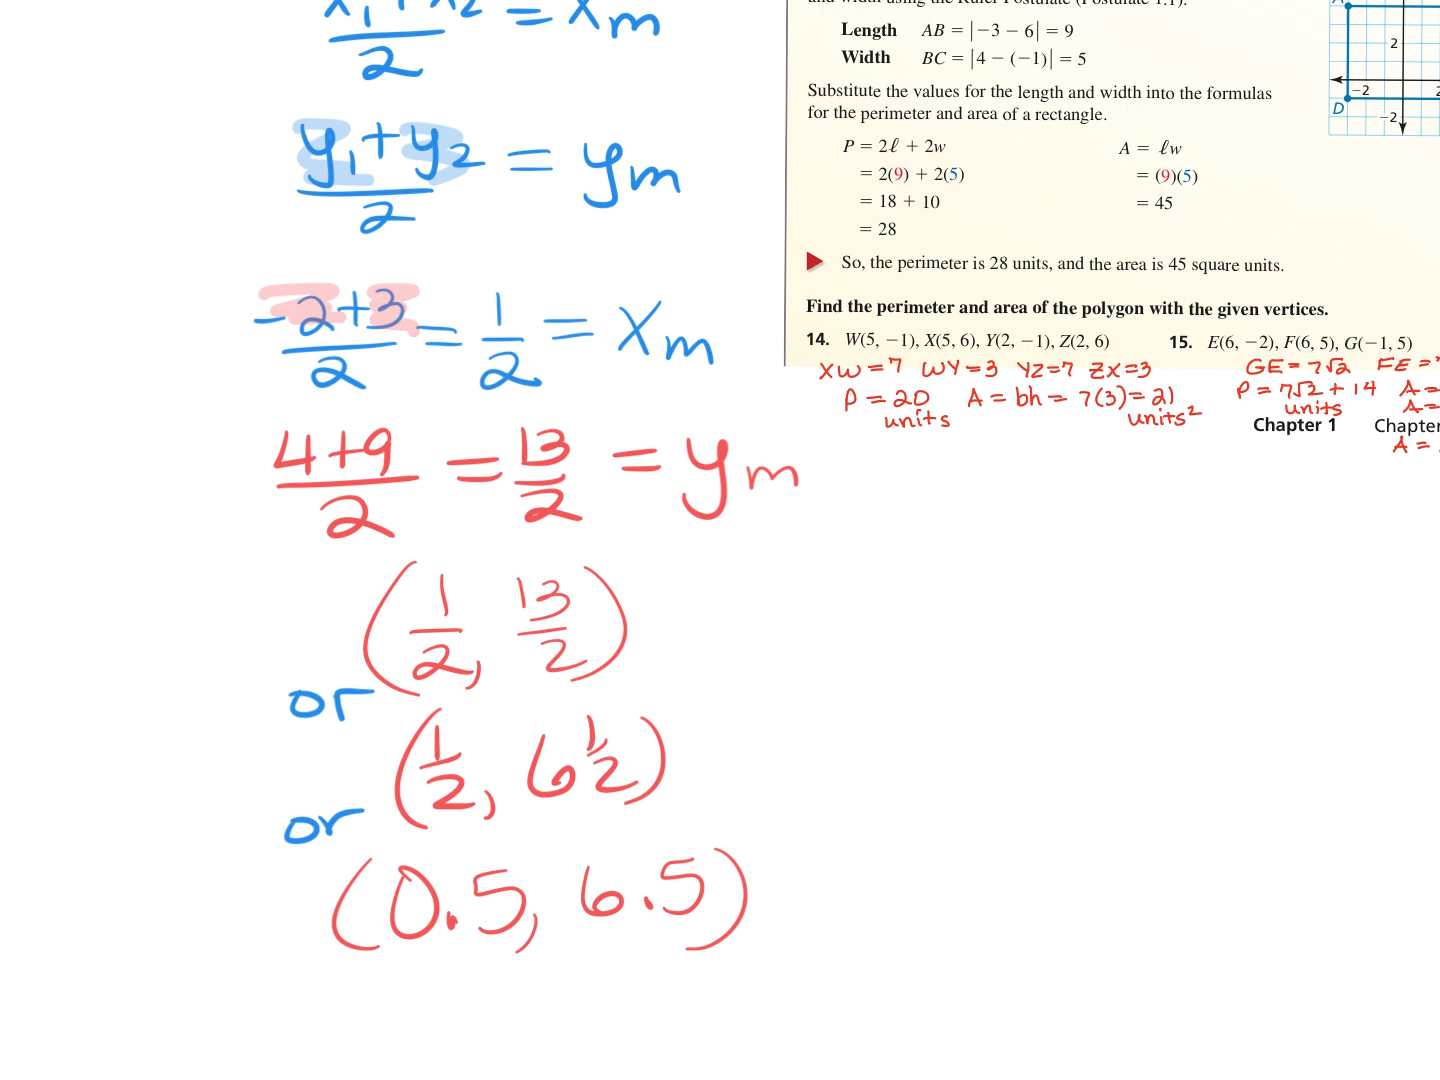 x₁ + x₂ / 2 = xₘ
y₁ + y₂ / 2 = yₘ
-2+3 / 2 = 1/2 = xₘ
4+9 / 2 = 13/2 = yₘ
(1/2, 13/2)
or
(1/2, 6 1/2)
or
(0.5, 6.5)
Length AB = |−3 − 6| = 9
Width BC = |4 − (−1)| = 5
Substitute the values for the length and width into the formulas
for the perimeter and area of a rectangle.
P = 2ℓ + 2w A = ℓw
= 2(9) + 2(5) = (9)(5)
= 18 + 10 = 45
= 28
So, the perimeter is 28 units, and the area is 45 square units.
Find the perimeter and area of the polygon with the given vertices.
14. W(5, −1), X(5, 6), Y(2, −1), Z(2, 6) 15. E(6, −2), F(6, 5), G(−1, 5)
XW=7 WY=3 YZ=7 ZX=3 GE=7√2 FE=
P=20 A=bh=7(3)=21 P=7√2+14 A=
units units² units A=
Chapter 1 Chapter
A=
2
−2 2
D −2